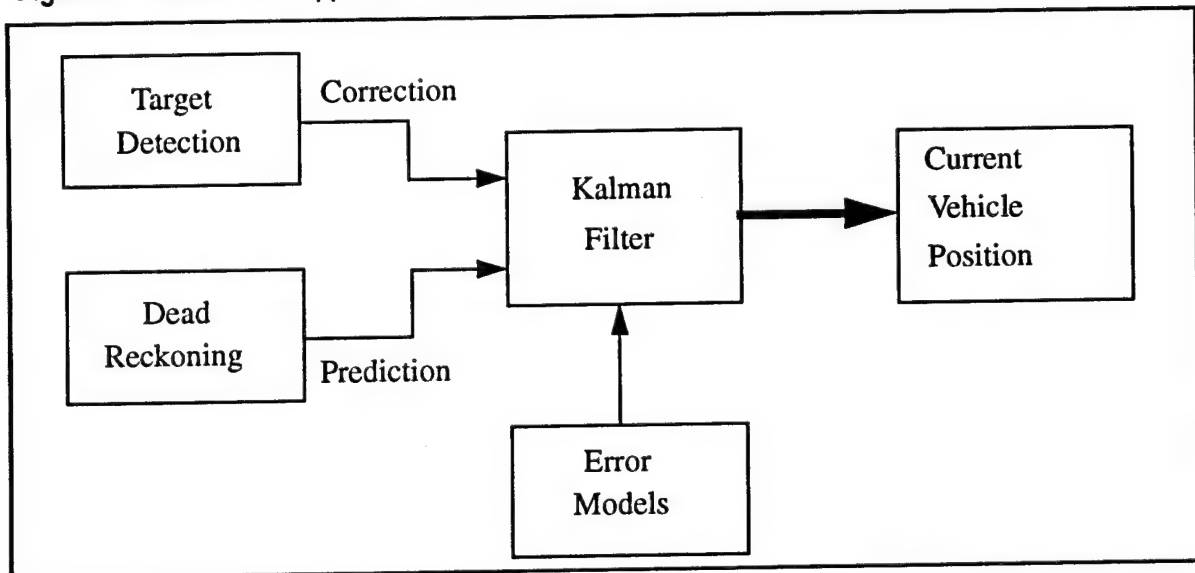 Target
Detection
Correction
Kalman
Filter
Current
Vehicle
Position
Dead
Reckoning
Prediction
Error
Models